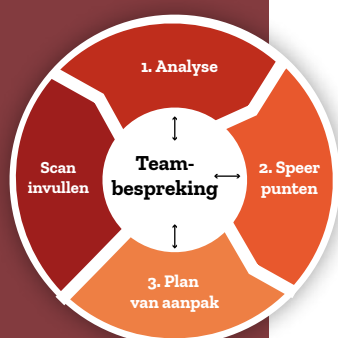 1. Analyse
Scan
invullen
Team-
bespreking
2. Speer
punten
3. Plan
van aanpak